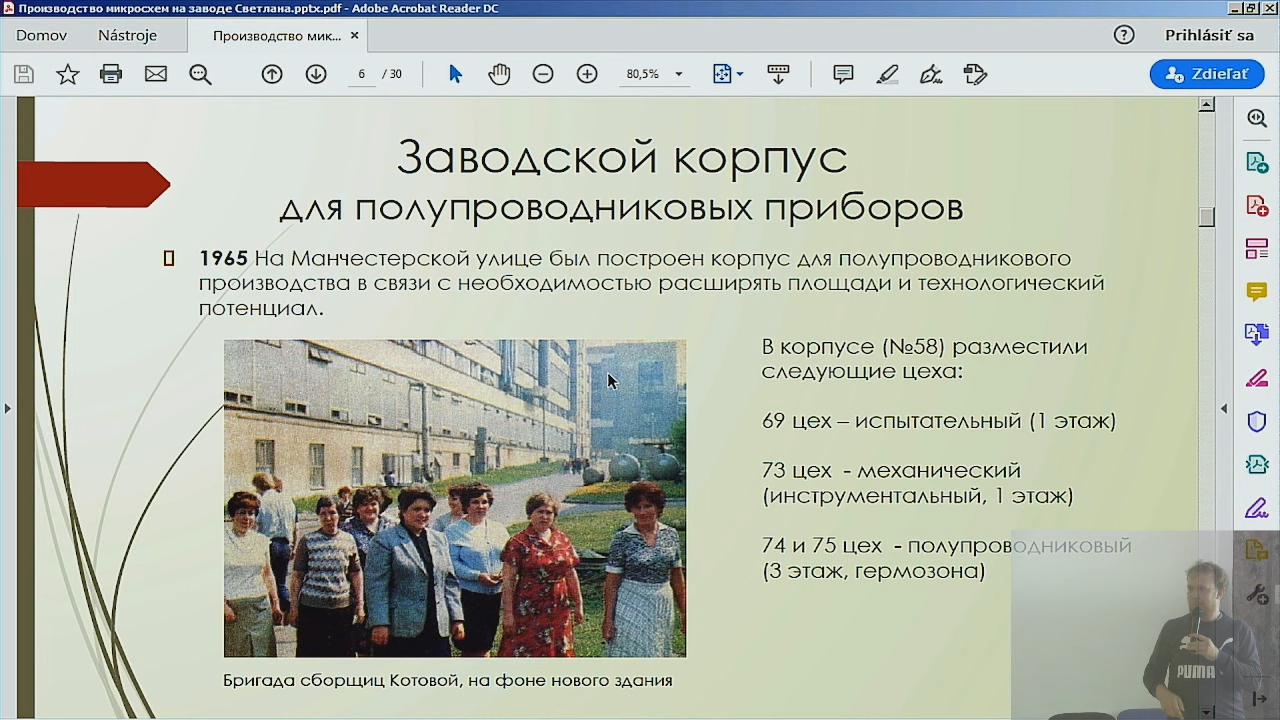 Производство микросхем на заводе Светлана.pptx.pdf - Adobe Acrobat Reader DC
Domov
Nástroje
Производство мик...
Prihlásiť sa
6 / 30
80,5%
Zdieľať
Заводской корпус
для полупроводниковых приборов
1965 На Манчестерской улице был построен корпус для полупроводникового
производства в связи с необходимостью расширять площади и технологический
потенциал.
В корпусе (№58) разместили
следующие цеха:
69 цех – испытательный (1 этаж)
73 цех - механический
(инструментальный, 1 этаж)
74 и 75 цех - полупроводниковый
(3 этаж, гермозона)
Бригада сборщиц Котовой, на фоне нового здания
PUMA